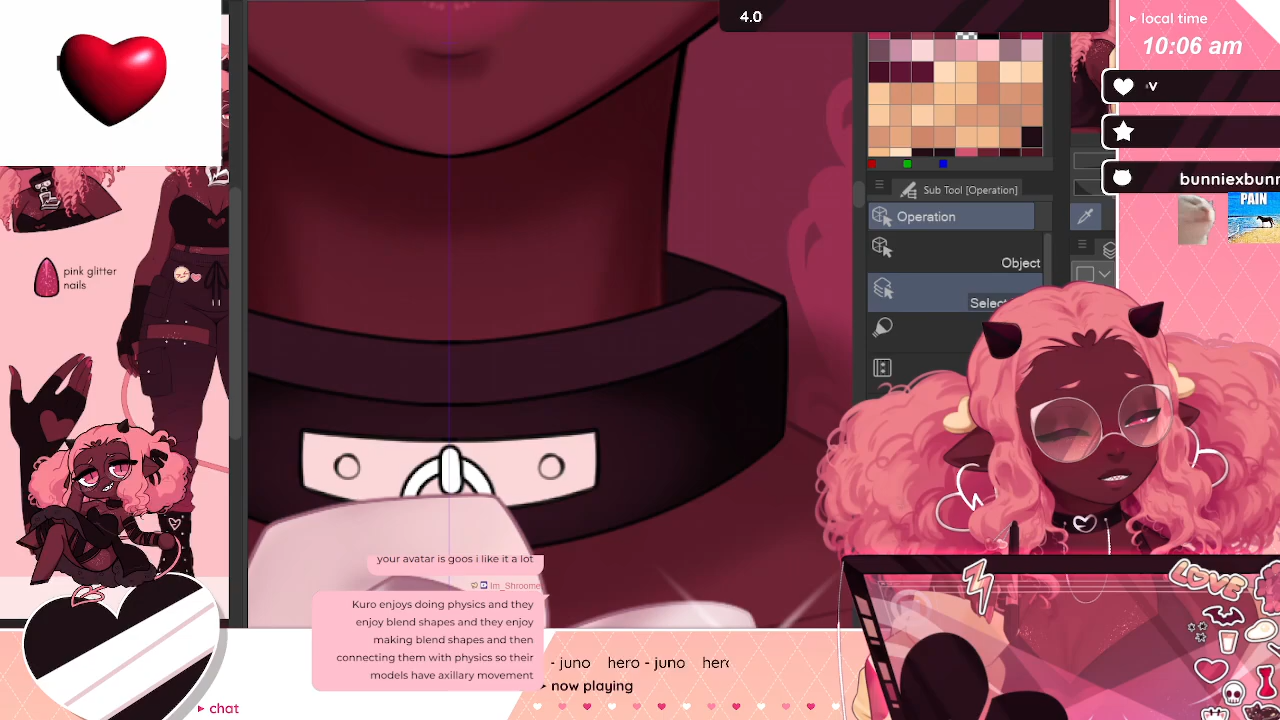 4.0
▸ local time
10:06 am
Sub Tool [Operation]
Operation
Object
Selec
bunniexbunn
PAIN
pink glitter
nails
your avatar is goos i like it a lot
Im_Shroome
Kuro enjoys doing physics and they
enjoy blend shapes and they enjoy
making blend shapes and then
connecting them with physics so their
models have axillary movement
- juno hero - juno her
now playing
▸ chat
LOVE